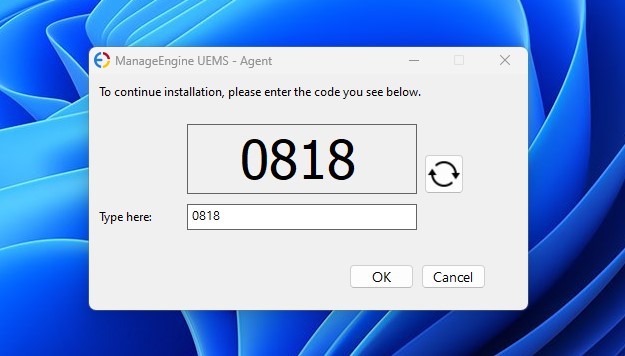 ManageEngine UEMS - Agent
To continue installation, please enter the code you see below.
0818
Type here: 0818
OK Cancel